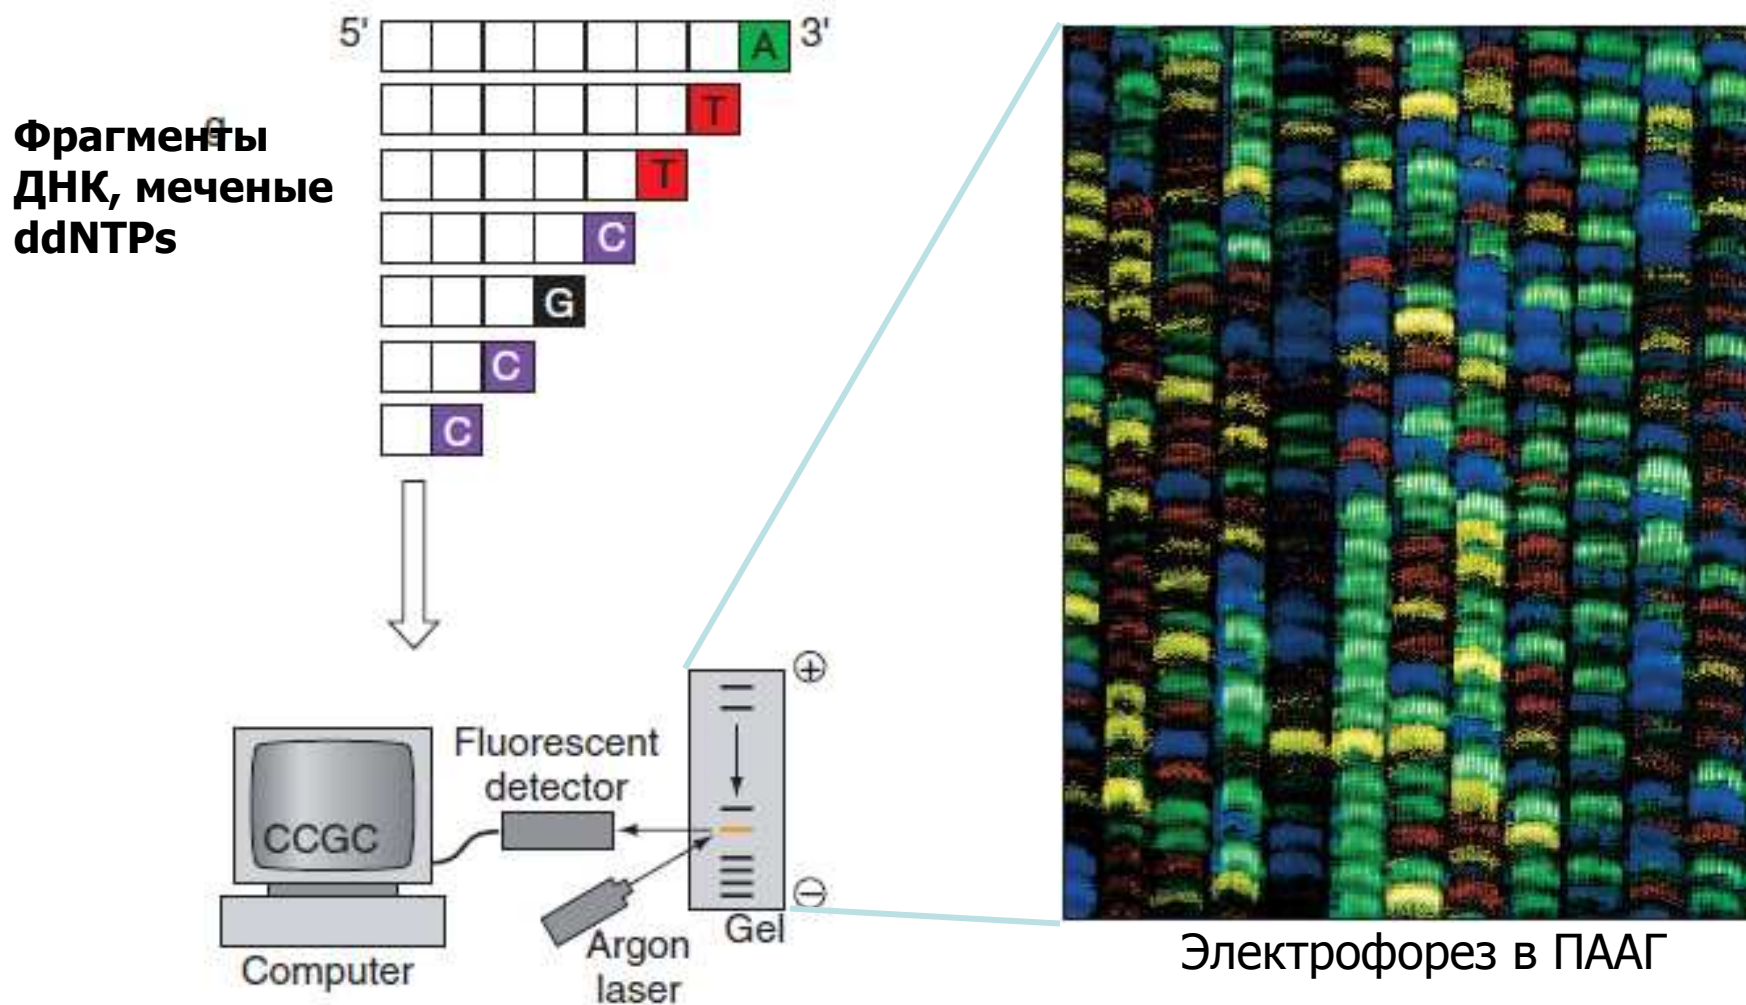 5' A 3'
T
g
Фрагменты
ДНК, меченые
ddNTPs
T
C
G
C
C
+
Fluorescent
detector
CCGC
−
Gel
Argon
laser
Computer
Электрофорез в ПААГ